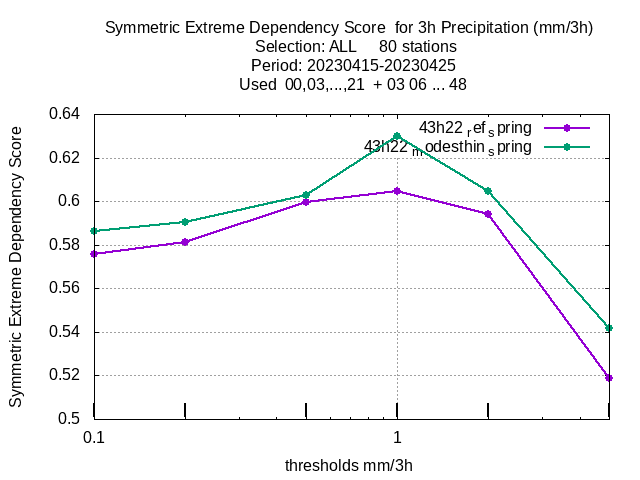 Symmetric Extreme Dependency Score  for 3h Precipitation (mm/3h)
Selection: ALL     80 stations
Period: 20230415-20230425
Used  00,03,...,21  + 03 06 ... 48
43h22 ref spring
43h22 modesthin spring
0.64
0.62
0.6
0.58
0.56
0.54
0.52
0.5
Symmetric Extreme Dependency Score
0.1
1
thresholds mm/3h